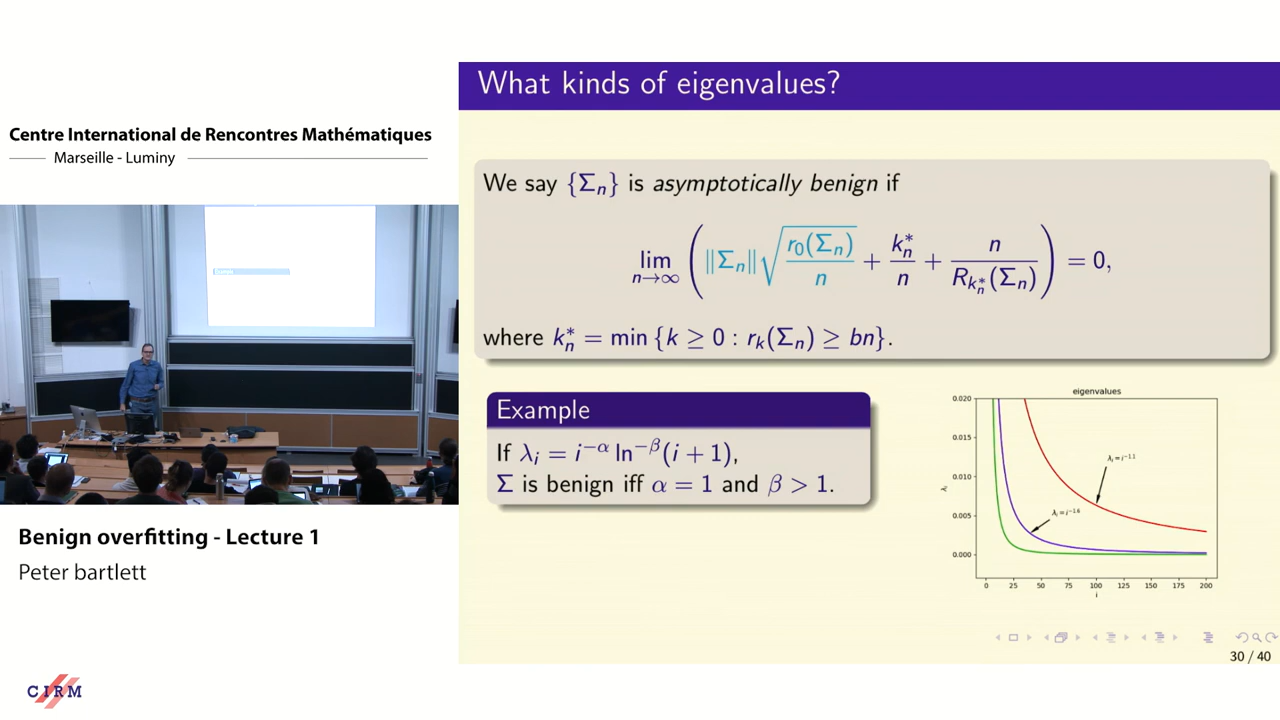 What kinds of eigenvalues?
Centre International de Rencontres Mathématiques
Marseille - Luminy
We say {Σₙ} is asymptotically benign if
lim n→∞ ( ‖Σₙ‖ √(r₀(Σₙ)/n) + kₙ*/n + n/R_{kₙ*}(Σₙ) ) = 0,
where kₙ* = min {k ≥ 0 : r_k(Σₙ) ≥ bn}.
Example
If λᵢ = i^{-α} ln^{-β}(i + 1),
Σ is benign iff α = 1 and β > 1.
eigenvalues
0.020
0.015
0.010
0.005
0.000
λᵢ
λᵢ = i^{-1.1}
λᵢ = i^{-1.6}
0 25 50 75 100 125 150 175 200
i
Benign overfitting - Lecture 1
Peter bartlett
30 / 40
CIRM